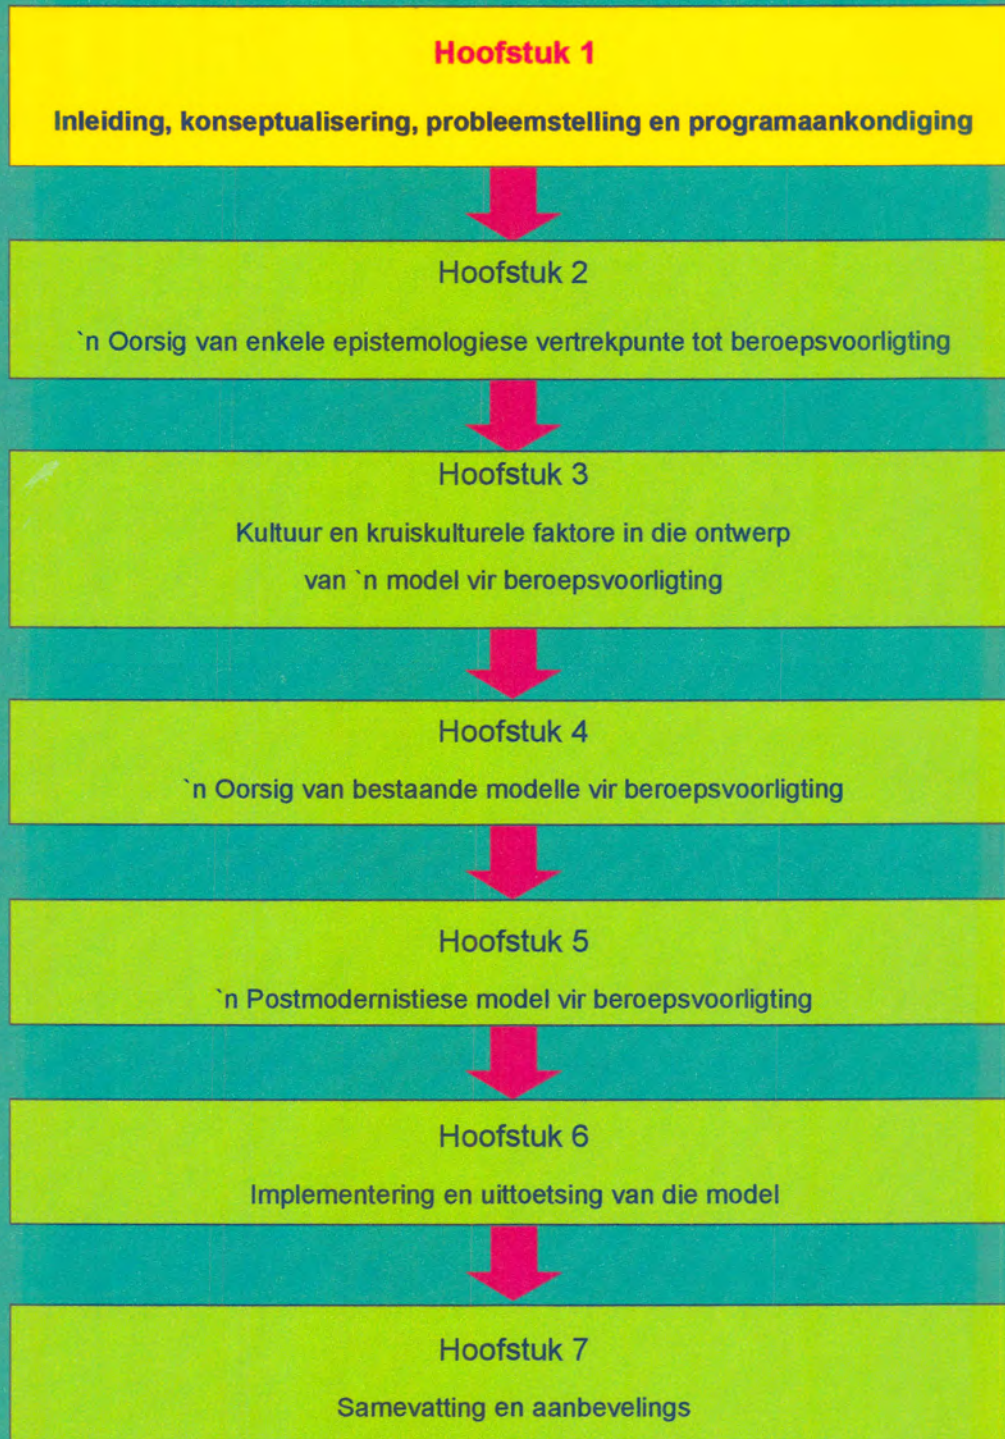 Hoofstuk 1
Inleiding, konseptualisering, probleemstelling en programaankondiging
Hoofstuk 2
`n Oorsig van enkele epistemologiese vertrekpunte tot beroepsvoorligting
Hoofstuk 3
Kultuur en kruiskulturele faktore in die ontwerp
van `n model vir beroepsvoorligting
Hoofstuk 4
`n Oorsig van bestaande modelle vir beroepsvoorligting
Hoofstuk 5
`n Postmodernistiese model vir beroepsvoorligting
Hoofstuk 6
Implementering en uittoetsing van die model
Hoofstuk 7
Samevatting en aanbevelings